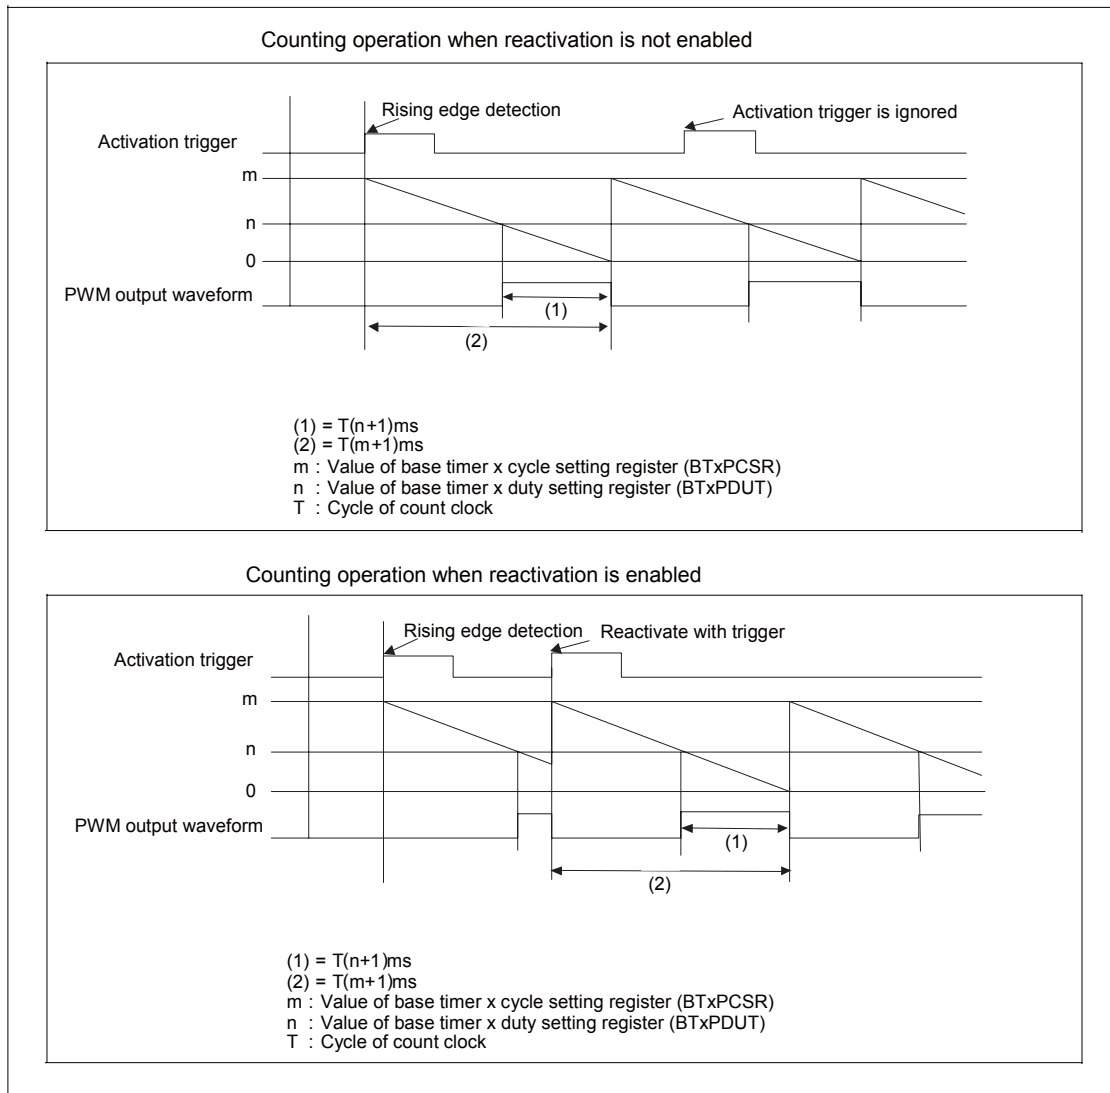 Counting operation when reactivation is not enabled
Rising edge detection
Activation trigger is ignored
Activation trigger
m
n
0
PWM output waveform
(1)
(2)
(1) = T(n+1)ms
(2) = T(m+1)ms
m : Value of base timer x cycle setting register (BTxPCSR)
n : Value of base timer x duty setting register (BTxPDUT)
T : Cycle of count clock
Counting operation when reactivation is enabled
Rising edge detection
Reactivate with trigger
Activation trigger
m
n
0
PWM output waveform
(1)
(2)
(1) = T(n+1)ms
(2) = T(m+1)ms
m : Value of base timer x cycle setting register (BTxPCSR)
n : Value of base timer x duty setting register (BTxPDUT)
T : Cycle of count clock